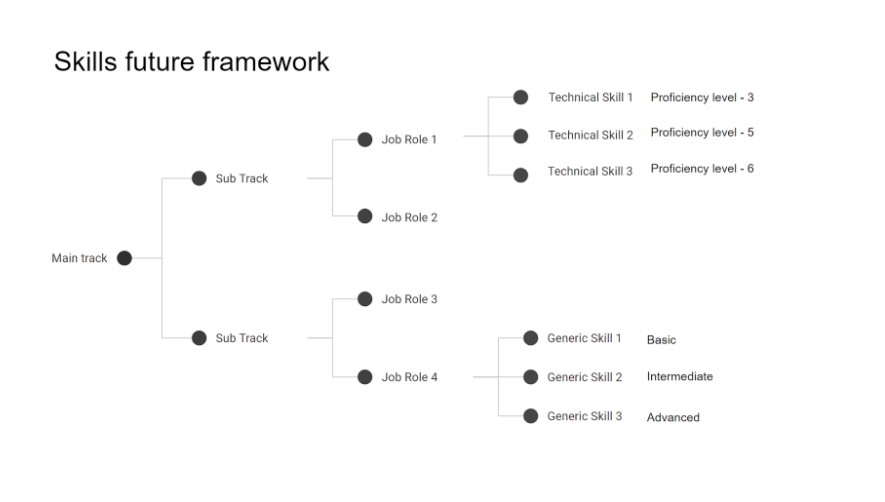 Skills future framework
Technical Skill 1 Proficiency level - 3
Job Role 1 Technical Skill 2 Proficiency level - 5
Technical Skill 3 Proficiency level - 6
Sub Track
Job Role 2
Main track
Job Role 3
Sub Track
Generic Skill 1 Basic
Job Role 4 Generic Skill 2 Intermediate
Generic Skill 3 Advanced